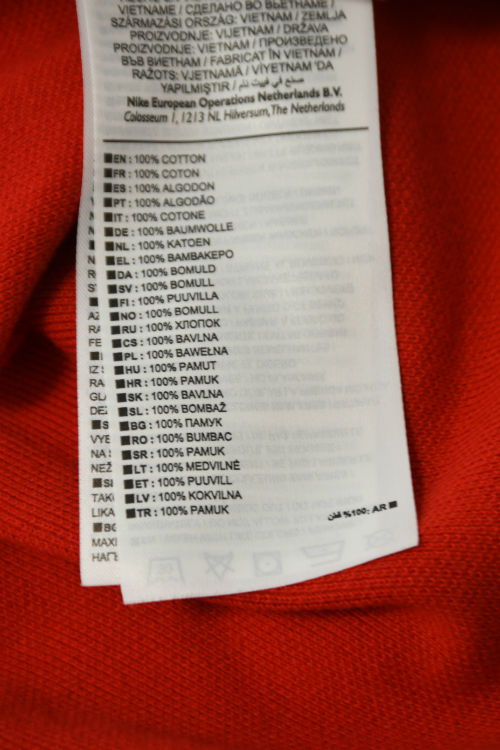 VIETNAME / СДЕЛАНО ВО ВЬЕТНАМЕ /
SZÁRMAZÁSI ORSZÁG: VIETNAM / ZEMLJA
PROIZVODNJE: VIJETNAM / DRŽAVA
PROIZVODNJE: VIETNAM / ПРОИЗВЕДЕНО
ВЪВ ВИЕТНАМ / FABRICAT ÎN VIETNAM /
RAŽOTS: VJETNAMĀ / VİYETNAM 'DA
YAPILMIŞTIR / صنع في فييت نام
Nike European Operations Netherlands B.V.
Colosseum 1, 1213 NL Hilversum, The Netherlands
EN : 100% COTTON
FR : 100% COTON
ES : 100% ALGODON
PT : 100% ALGODÃO
IT : 100% COTONE
DE : 100% BAUMWOLLE
NL : 100% KATOEN
EL : 100% ΒΑΜΒΑΚΕΡΟ
DA : 100% BOMULD
SV : 100% BOMULL
FI : 100% PUUVILLA
NO : 100% BOMULL
RU : 100% ХЛОПОК
CS : 100% BAVLNA
PL : 100% BAWEŁNA
HU : 100% PAMUT
HR : 100% PAMUK
SK : 100% BAVLNA
SL : 100% BOMBAŽ
BG : 100% ПАМУК
RO : 100% BUMBAC
SR : 100% PAMUK
LT : 100% MEDVILNĖ
ET : 100% PUUVILL
LV : 100% KOKVILNA
TR : 100% PAMUK
AR :100% قطن